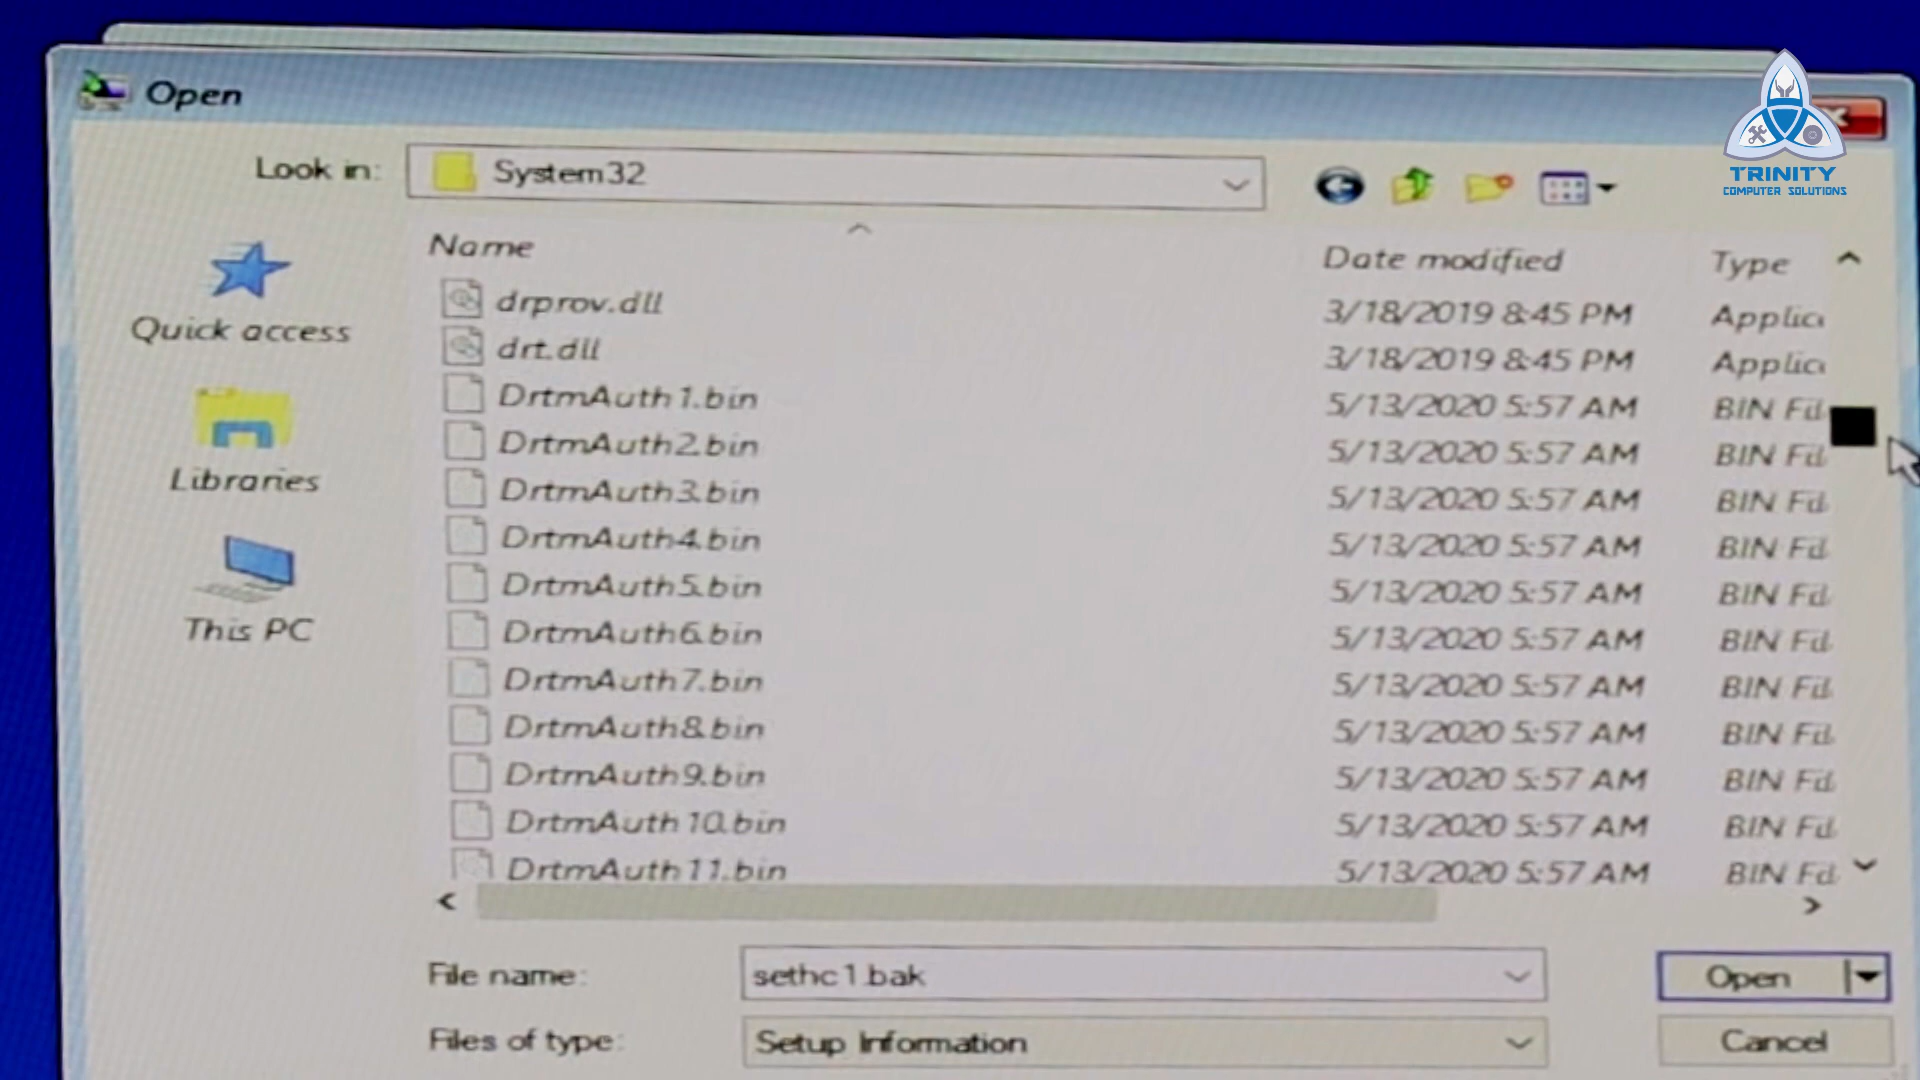 Open
TRINITY
COMPUTER SOLUTIONS
Look in: System32
Name Date modified Type
drprov.dll 3/18/2019 8:45 PM Applic
drt.dll 3/18/2019 8:45 PM Applic
DrtmAuth1.bin 5/13/2020 5:57 AM BIN Fil
DrtmAuth2.bin 5/13/2020 5:57 AM BIN Fil
DrtmAuth3.bin 5/13/2020 5:57 AM BIN Fil
DrtmAuth4.bin 5/13/2020 5:57 AM BIN Fil
DrtmAuth5.bin 5/13/2020 5:57 AM BIN Fil
DrtmAuth6.bin 5/13/2020 5:57 AM BIN Fil
DrtmAuth7.bin 5/13/2020 5:57 AM BIN Fil
DrtmAuth8.bin 5/13/2020 5:57 AM BIN Fil
DrtmAuth9.bin 5/13/2020 5:57 AM BIN Fil
DrtmAuth10.bin 5/13/2020 5:57 AM BIN Fil
DrtmAuth11.bin 5/13/2020 5:57 AM BIN Fil
Quick access
Libraries
This PC
File name: sethc1.bak Open
Files of type: Setup Information Cancel